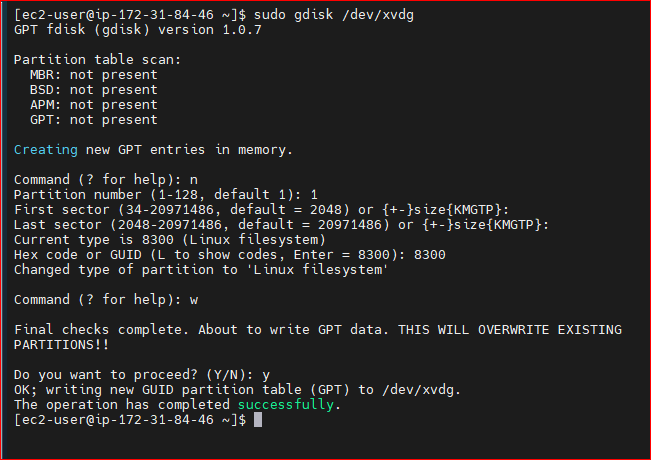 [ec2-user@ip-172-31-84-46 ~]$ sudo gdisk /dev/xvdg
GPT fdisk (gdisk) version 1.0.7
Partition table scan:
  MBR: not present
  BSD: not present
  APM: not present
  GPT: not present
Creating new GPT entries in memory.
Command (? for help): n
Partition number (1-128, default 1): 1
First sector (34-20971486, default = 2048) or {+-}size{KMGTP}:
Last sector (2048-20971486, default = 20971486) or {+-}size{KMGTP}:
Current type is 8300 (Linux filesystem)
Hex code or GUID (L to show codes, Enter = 8300): 8300
Changed type of partition to 'Linux filesystem'
Command (? for help): w
Final checks complete. About to write GPT data. THIS WILL OVERWRITE EXISTING
PARTITIONS!!
Do you want to proceed? (Y/N): y
OK; writing new GUID partition table (GPT) to /dev/xvdg.
The operation has completed successfully.
[ec2-user@ip-172-31-84-46 ~]$